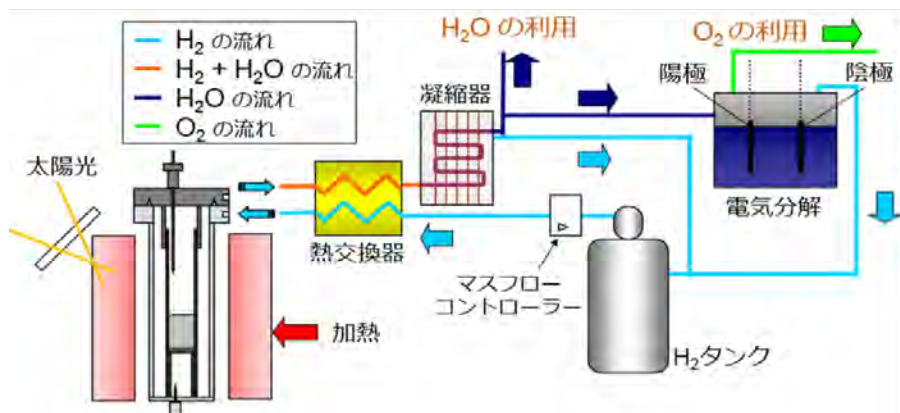 H₂ の流れ
H₂ + H₂O の流れ
H₂O の流れ
O₂ の流れ
H₂O の利用
O₂ の利用
凝縮器
陽極
陰極
太陽光
電気分解
熱交換器
マスフロー
コントローラー
加熱
H₂タンク